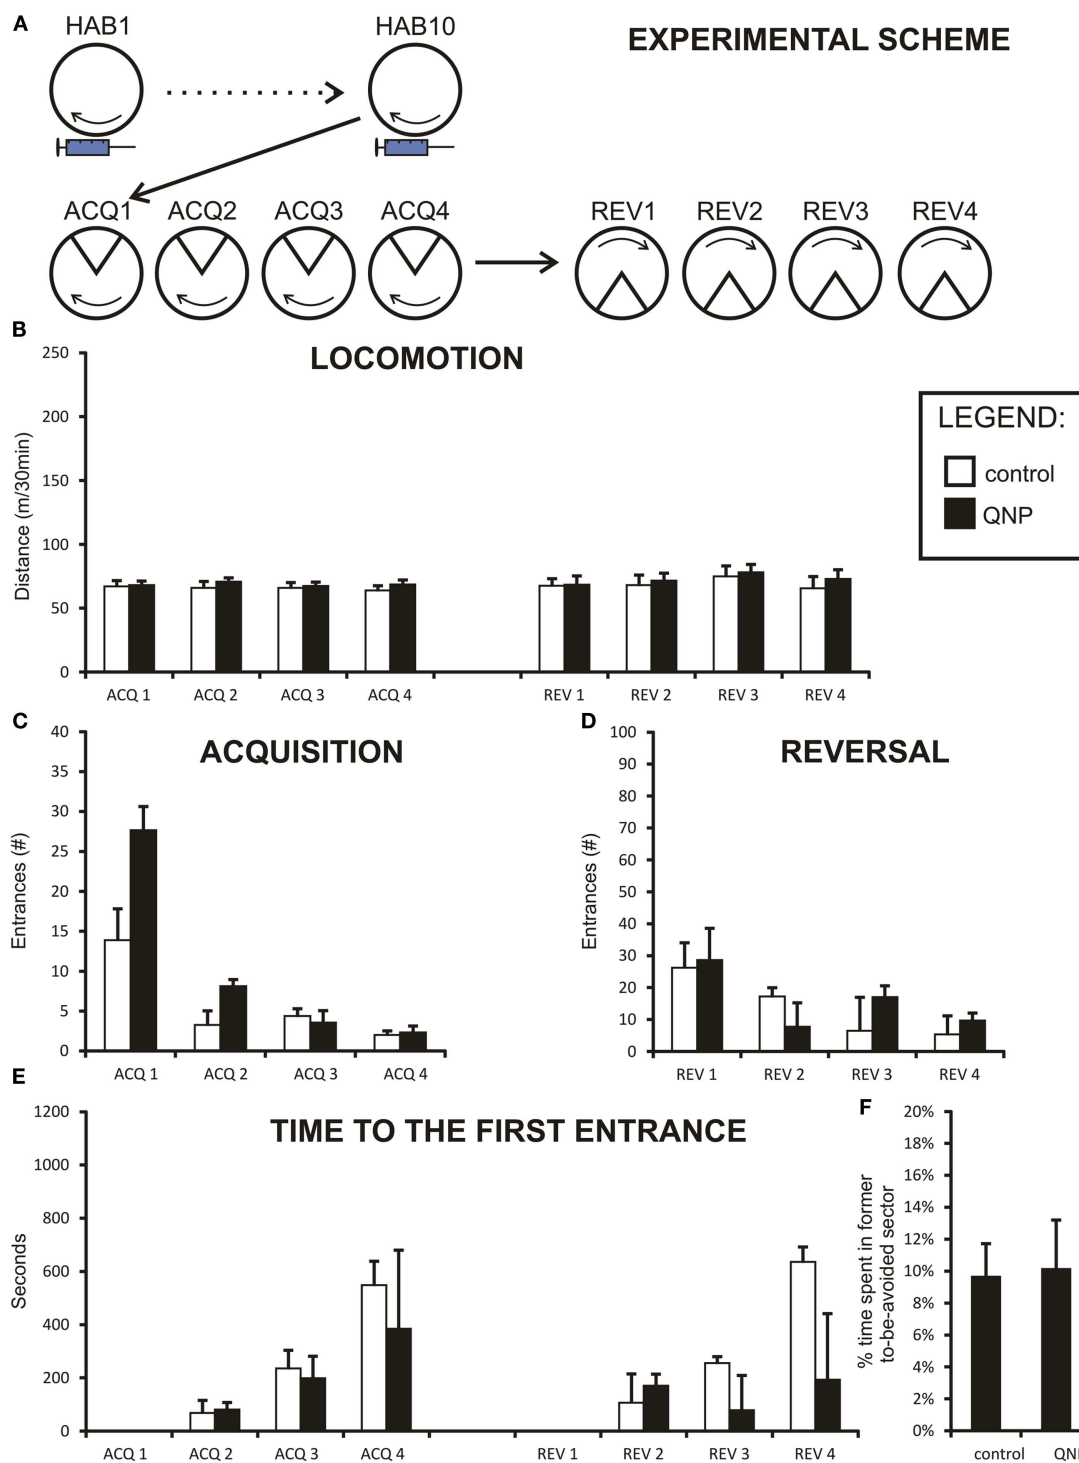 A
HAB1
HAB10
EXPERIMENTAL SCHEME
ACQ1
ACQ2
ACQ3
ACQ4
REV1
REV2
REV3
REV4
B
LOCOMOTION
Distance (m/30min)
250
200
150
100
50
0
ACQ 1
ACQ 2
ACQ 3
ACQ 4
REV 1
REV 2
REV 3
REV 4
LEGEND:
control
QNP
C
ACQUISITION
Entrances (#)
40
35
30
25
20
15
10
5
0
ACQ 1
ACQ 2
ACQ 3
ACQ 4
D
REVERSAL
Entrances (#)
100
90
80
70
60
50
40
30
20
10
0
REV 1
REV 2
REV 3
REV 4
E
TIME TO THE FIRST ENTRANCE
Seconds
1200
1000
800
600
400
200
0
ACQ 1
ACQ 2
ACQ 3
ACQ 4
REV 1
REV 2
REV 3
REV 4
F
% time spent in former
to-be-avoided sector
20%
18%
16%
14%
12%
10%
8%
6%
4%
2%
0%
control